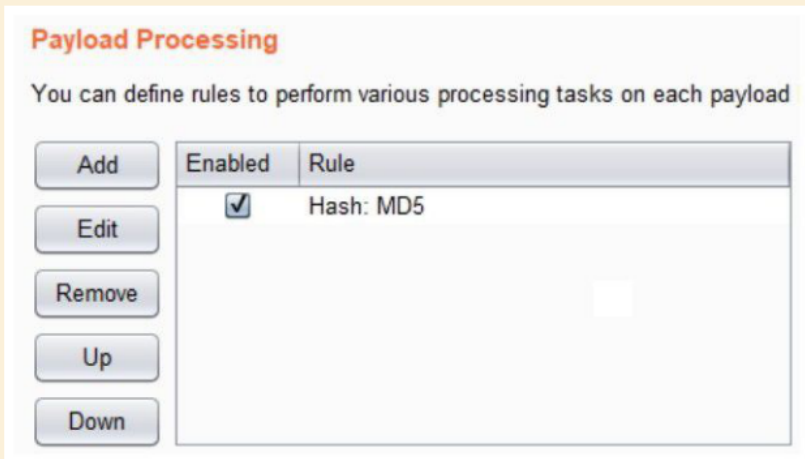 Payload Processing
You can define rules to perform various processing tasks on each payload
Add
Enabled Rule
Hash: MD5
Edit
Remove
Up
Down